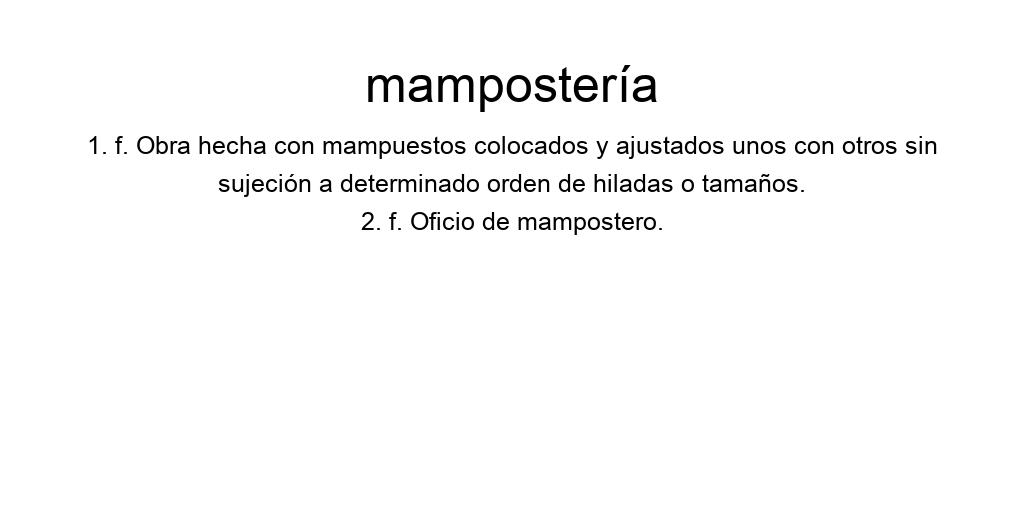 mampostería
1. f. Obra hecha con mampuestos colocados y ajustados unos con otros sin
sujeción a determinado orden de hiladas o tamaños.
2. f. Oficio de mampostero.